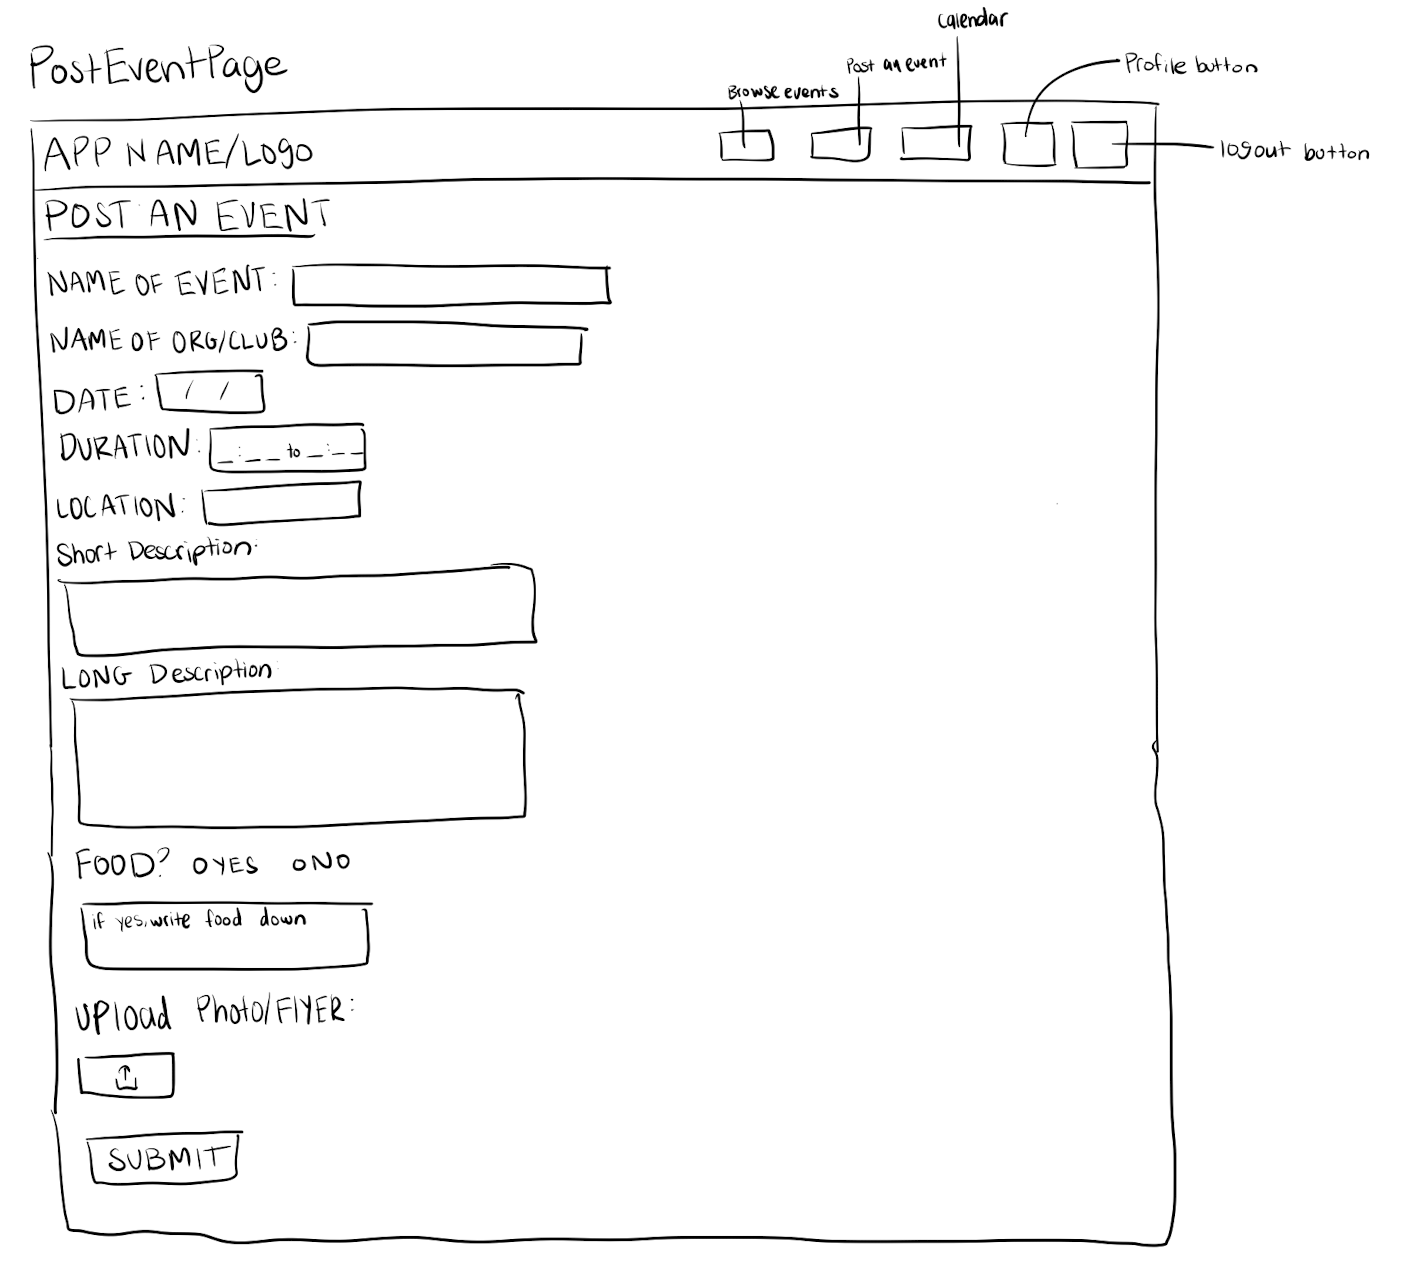 Calendar
PostEventPage
Post an event
Profile button
Browse events
APP NAME/Logo
logout button
POST AN EVENT
NAME OF EVENT:
NAME OF ORG/CLUB:
DATE: / /
DURATION: _:_ _ to _:_ _
LOCATION:
Short Description:
LONG Description
FOOD? O YES O NO
if yes, write food down
UPload Photo/FlYER:
SUBMIT